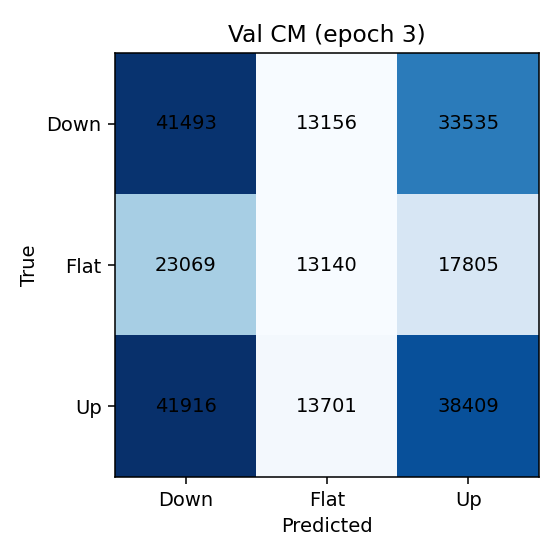 Val CM (epoch 3)
Down 41493 13156 33535
True
Flat 23069 13140 17805
Up 41916 13701 38409
Down Flat Up
Predicted